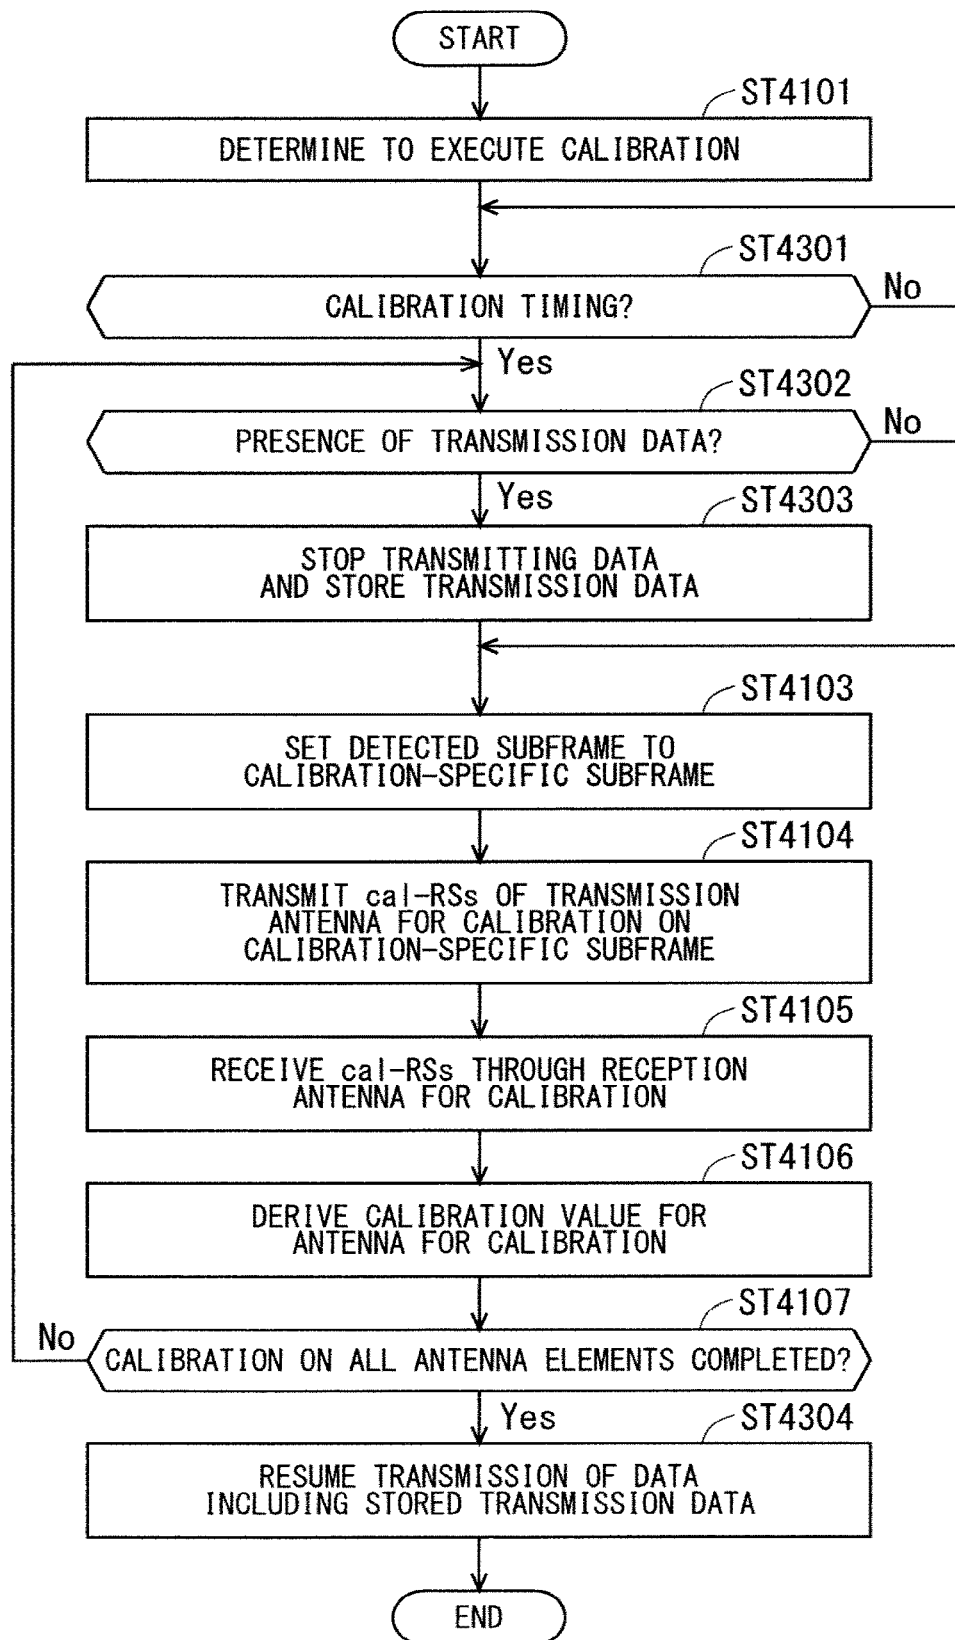 START
ST4101
DETERMINE TO EXECUTE CALIBRATION
ST4301
CALIBRATION TIMING?
No
Yes
ST4302
PRESENCE OF TRANSMISSION DATA?
No
Yes
ST4303
STOP TRANSMITTING DATA
AND STORE TRANSMISSION DATA
ST4103
SET DETECTED SUBFRAME TO
CALIBRATION-SPECIFIC SUBFRAME
ST4104
TRANSMIT cal-RSs OF TRANSMISSION
ANTENNA FOR CALIBRATION ON
CALIBRATION-SPECIFIC SUBFRAME
ST4105
RECEIVE cal-RSs THROUGH RECEPTION
ANTENNA FOR CALIBRATION
ST4106
DERIVE CALIBRATION VALUE FOR
ANTENNA FOR CALIBRATION
ST4107
No
CALIBRATION ON ALL ANTENNA ELEMENTS COMPLETED?
Yes
ST4304
RESUME TRANSMISSION OF DATA
INCLUDING STORED TRANSMISSION DATA
END